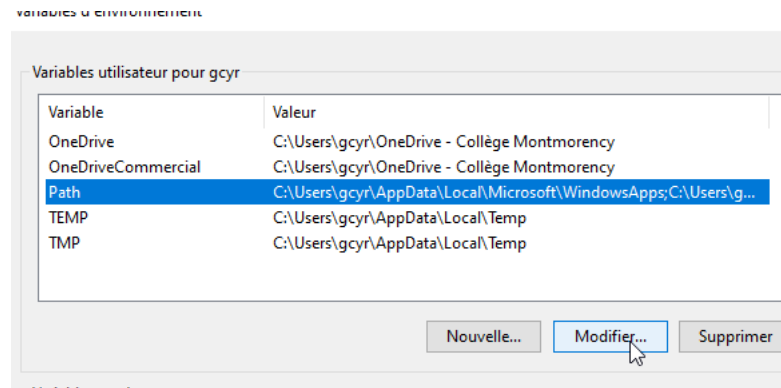 Variables d'environnement
Variables utilisateur pour gcyr
Variable Valeur
OneDrive C:\Users\gcyr\OneDrive - Collège Montmorency
OneDriveCommercial C:\Users\gcyr\OneDrive - Collège Montmorency
Path C:\Users\gcyr\AppData\Local\Microsoft\WindowsApps;C:\Users\g...
TEMP C:\Users\gcyr\AppData\Local\Temp
TMP C:\Users\gcyr\AppData\Local\Temp
Nouvelle... Modifier... Supprimer